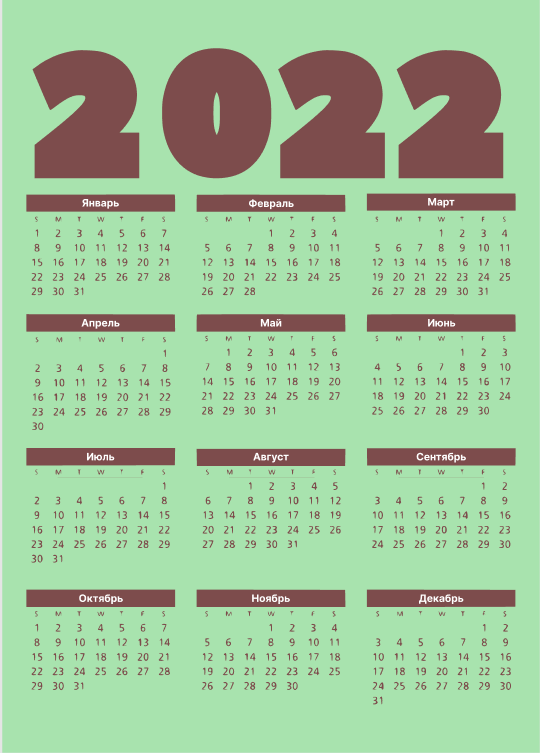 2022
Январь
S M T W T F S
1 2 3 4 5 6 7
8 9 10 11 12 13 14
15 16 17 18 19 20 21
22 23 24 25 26 27 28
29 30 31
Февраль
S M T W T F S
1 2 3 4
5 6 7 8 9 10 11
12 13 14 15 16 17 18
19 20 21 22 23 24 25
26 27 28
Март
S M T W T F S
1 2 3 4
5 6 7 8 9 10 11
12 13 14 15 16 17 18
19 20 21 22 23 24 25
26 27 28 29 30 31
Апрель
S M T W T F S
1
2 3 4 5 6 7 8
9 10 11 12 13 14 15
16 17 18 19 20 21 22
23 24 25 26 27 28 29
30
Май
S M T W T F S
1 2 3 4 5 6
7 8 9 10 11 12 13
14 15 16 17 18 19 20
21 22 23 24 25 26 27
28 29 30 31
Июнь
S M T W T F S
1 2 3
4 5 6 7 8 9 10
11 12 13 14 15 16 17
18 19 20 21 22 23 24
25 26 27 28 29 30
Июль
S M T W T F S
1
2 3 4 5 6 7 8
9 10 11 12 13 14 15
16 17 18 19 20 21 22
23 24 25 26 27 28 29
30 31
Август
S M T W T F S
1 2 3 4 5
6 7 8 9 10 11 12
13 14 15 16 17 18 19
20 21 22 23 24 25 26
27 28 29 30 31
Сентябрь
S M T W T F S
1 2
3 4 5 6 7 8 9
10 11 12 13 14 15 16
17 18 19 20 21 22 23
24 25 26 27 28 29 30
Октябрь
S M T W T F S
1 2 3 4 5 6 7
8 9 10 11 12 13 14
15 16 17 18 19 20 21
22 23 24 25 26 27 28
29 30 31
Ноябрь
S M T W T F S
1 2 3 4
5 6 7 8 9 10 11
12 13 14 15 16 17 18
19 20 21 22 23 24 25
26 27 28 29 30
Декабрь
S M T W T F S
1 2
3 4 5 6 7 8 9
10 11 12 13 14 15 16
17 18 19 20 21 22 23
24 25 26 27 28 29 30
31